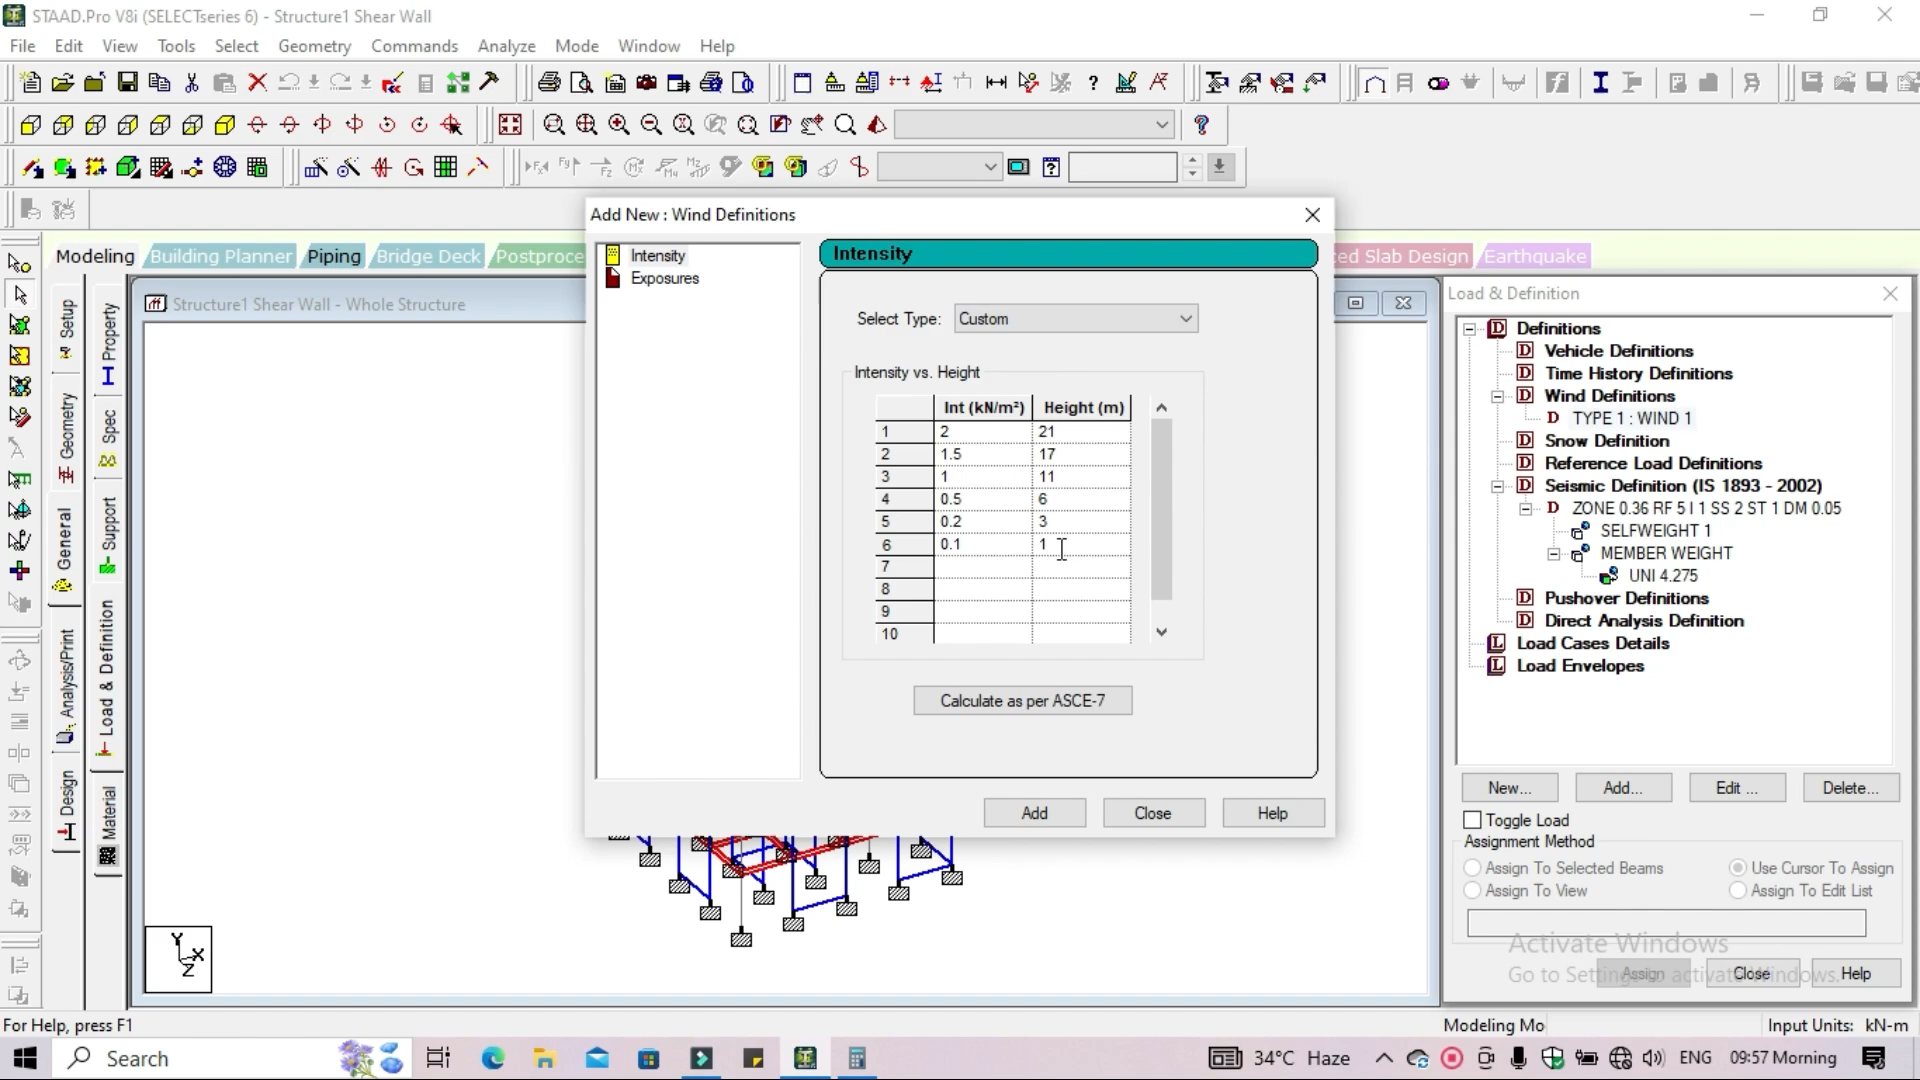 STAAD.Pro V8i (SELECTseries 6) - Structure1 Shear Wall
File Edit View Tools Select Geometry Commands Analyze Mode Window Help
Modeling Building Planner Piping Bridge Deck Postproce
ed Slab Design Earthquake
Structure1 Shear Wall - Whole Structure
Setup
Geometry
General
Analysis/Print
Design
Property
Spec
Support
Load & Definition
Material
Add New : Wind Definitions
Intensity
Exposures
Intensity
Select Type: Custom
Intensity vs. Height
Int (kN/m²) Height (m)
1 2 21
2 1.5 17
3 1 11
4 0.5 6
5 0.2 3
6 0.1 1
7
8
9
10
Calculate as per ASCE-7
Add Close Help
Load & Definition
Definitions
Vehicle Definitions
Time History Definitions
Wind Definitions
TYPE 1 : WIND 1
Snow Definition
Reference Load Definitions
Seismic Definition (IS 1893 - 2002)
ZONE 0.36 RF 5 I 1 SS 2 ST 1 DM 0.05
SELFWEIGHT 1
MEMBER WEIGHT
UNI 4.275
Pushover Definitions
Direct Analysis Definition
Load Cases Details
Load Envelopes
New... Add... Edit ... Delete...
Toggle Load
Assignment Method
Assign To Selected Beams Use Cursor To Assign
Assign To View Assign To Edit List
Activate Windows
Go to Settings to activate Windows.
Assign Close Help
Y
X
Z
For Help, press F1 Modeling Mo Input Units: kN-m
Search 34°C Haze ENG 09:57 Morning